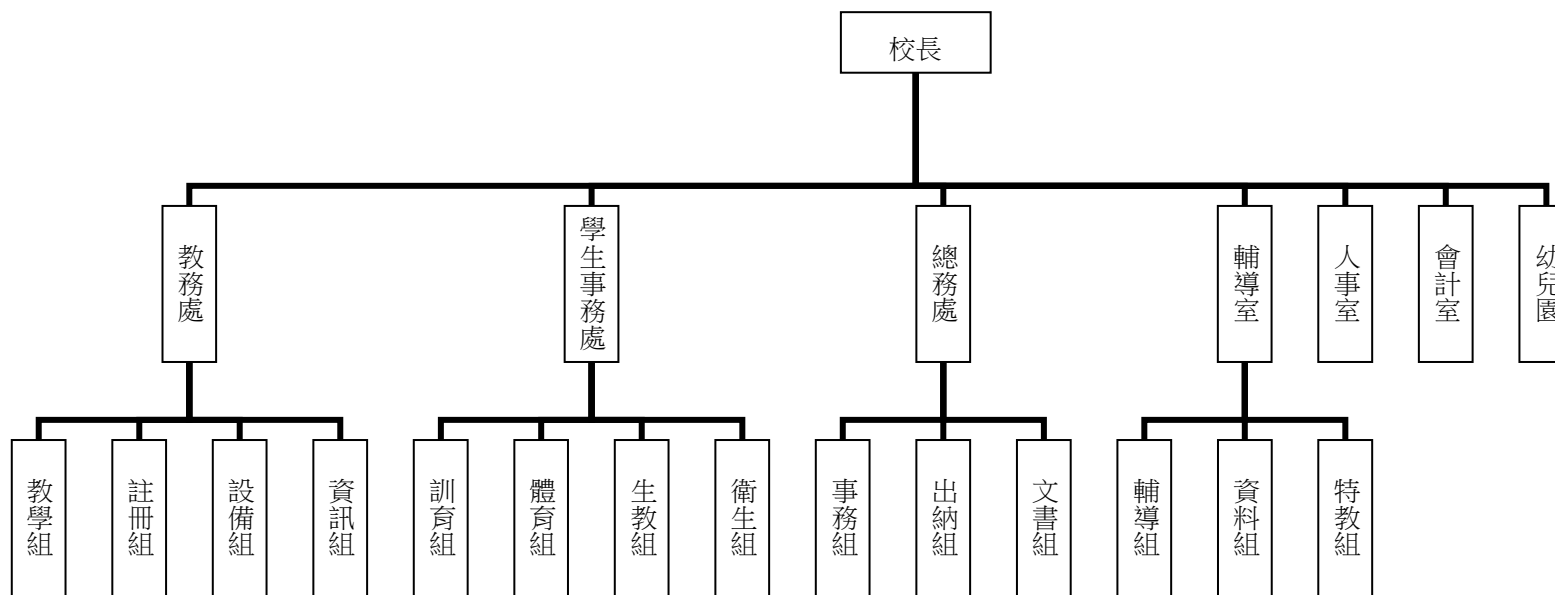 校長
教務處
學生事務處
總務處
輔導室
人事室
會計室
幼兒園
教學組
註冊組
設備組
資訊組
訓育組
體育組
生教組
衛生組
事務組
出納組
文書組
輔導組
資料組
特教組